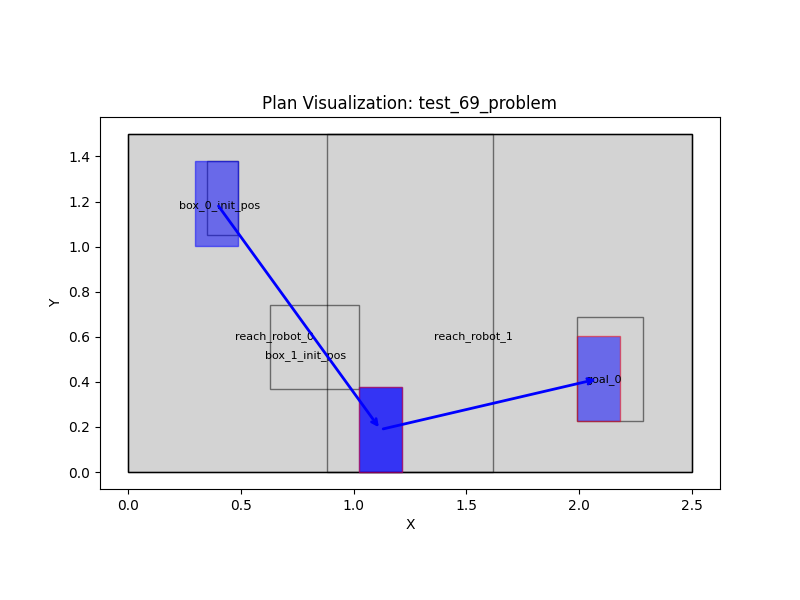 Plan Visualization: test_69_problem
Y
1.4
1.2
1.0
0.8
0.6
0.4
0.2
0.0
box_0_init_pos
reach_robot_0
reach_robot_1
box_1_init_pos
goal_0
0.0
0.5
1.0
1.5
2.0
2.5
X